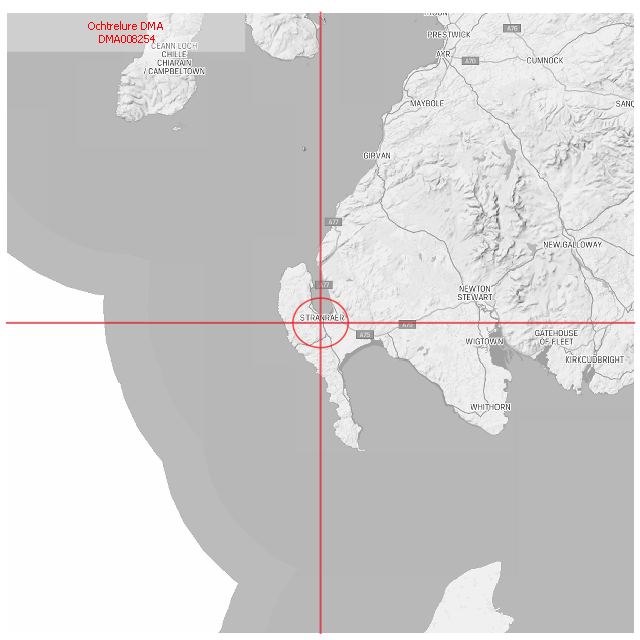 Ochtrelure DMA
DMA008254
CEANN LOCH
CHILLE
CHIARAIN
/ CAMPBELTOWN
PRESTWICK
A76
AYR
A70
CUMNOCK
MAYBOLE
SANQ
GIRVAN
A77
NEW GALLOWAY
A77
NEWTON
STEWART
STRANRAER
A75
A75
WIGTOWN
GATEHOUSE
OF FLEET
KIRKCUDBRIGHT
WHITHORN